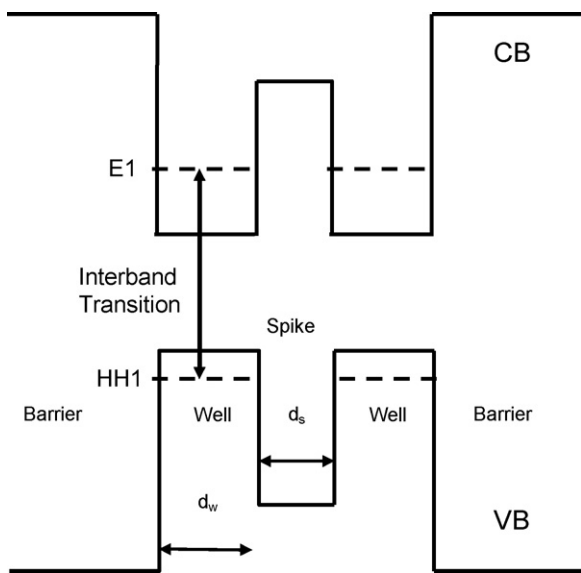 CB
E1
Interband
Transition
Spike
HH1
Barrier
Well
ds
Well
Barrier
dw
VB